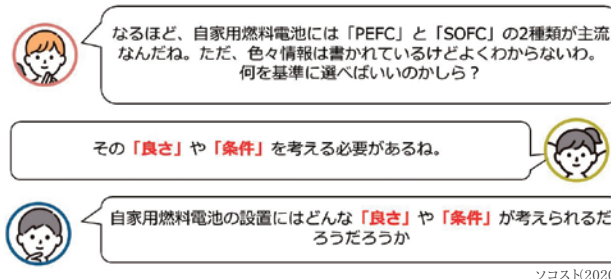 なるほど、自家用燃料電池には「PEFC」と「SOFC」の2種類が主流
なんだね。ただ、色々情報は書かれているけどよくわからないわ。
何を基準に選べばいいのかしら？
その「良さ」や「条件」を考える必要があるね。
自家用燃料電池の設置にはどんな「良さ」や「条件」が考えられるだ
ろうだろうか
ソコスト(2020